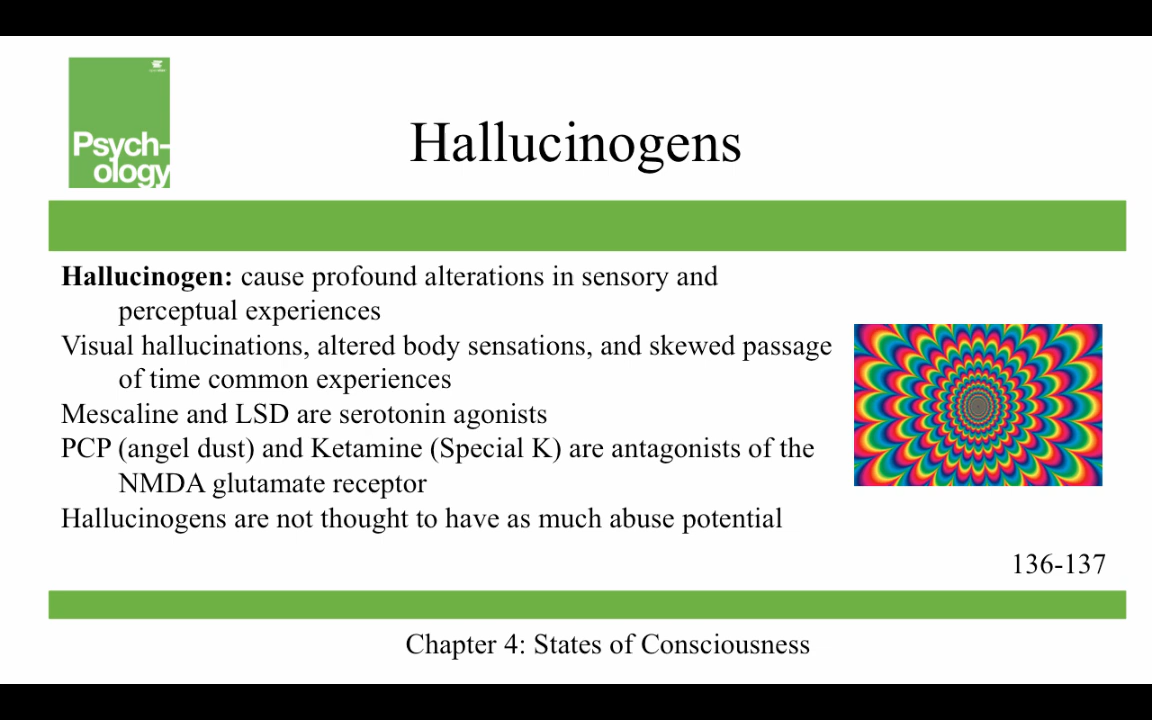 Psych-
ology
Hallucinogens
Hallucinogen: cause profound alterations in sensory and
perceptual experiences
Visual hallucinations, altered body sensations, and skewed passage
of time common experiences
Mescaline and LSD are serotonin agonists
PCP (angel dust) and Ketamine (Special K) are antagonists of the
NMDA glutamate receptor
Hallucinogens are not thought to have as much abuse potential
136-137
Chapter 4: States of Consciousness